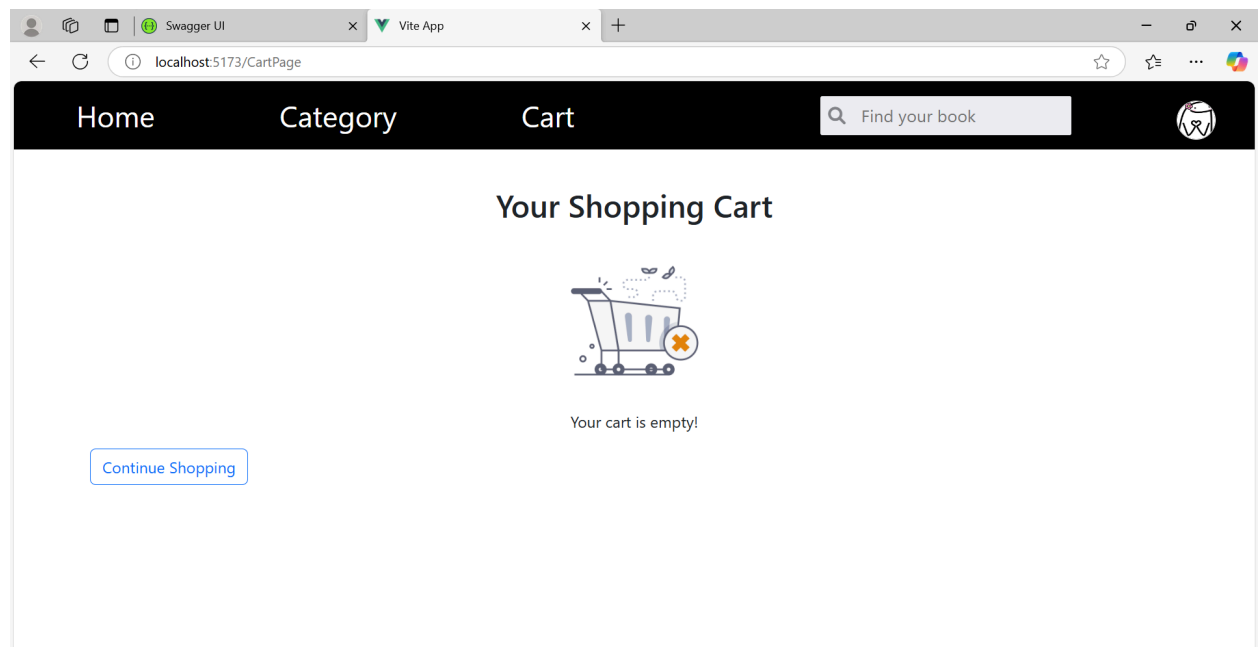 Swagger UI
Vite App
localhost:5173/CartPage
Home Category Cart Find your book
Your Shopping Cart
Your cart is empty!
Continue Shopping